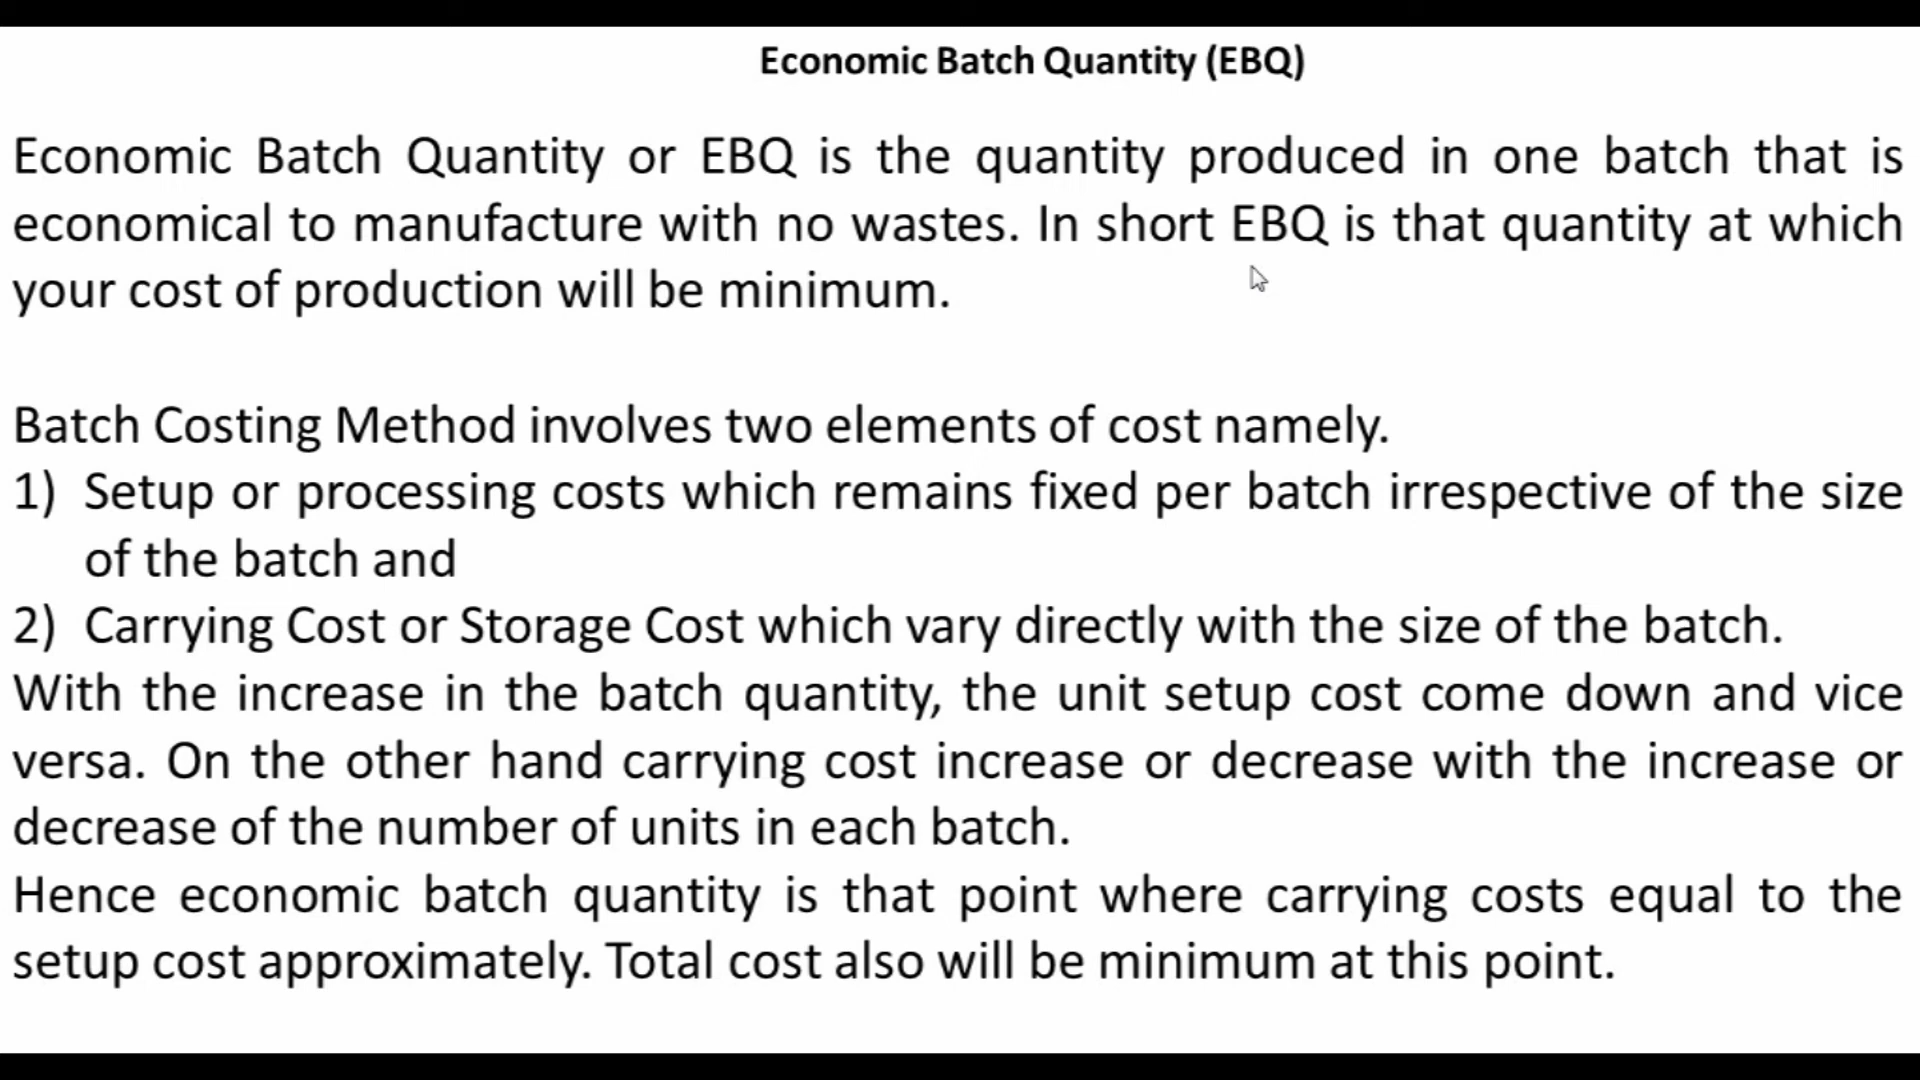 Economic Batch Quantity (EBQ)
Economic Batch Quantity or EBQ is the quantity produced in one batch that is
economical to manufacture with no wastes. In short EBQ is that quantity at which
your cost of production will be minimum.
Batch Costing Method involves two elements of cost namely.
1) Setup or processing costs which remains fixed per batch irrespective of the size
of the batch and
2) Carrying Cost or Storage Cost which vary directly with the size of the batch.
With the increase in the batch quantity, the unit setup cost come down and vice
versa. On the other hand carrying cost increase or decrease with the increase or
decrease of the number of units in each batch.
Hence economic batch quantity is that point where carrying costs equal to the
setup cost approximately. Total cost also will be minimum at this point.